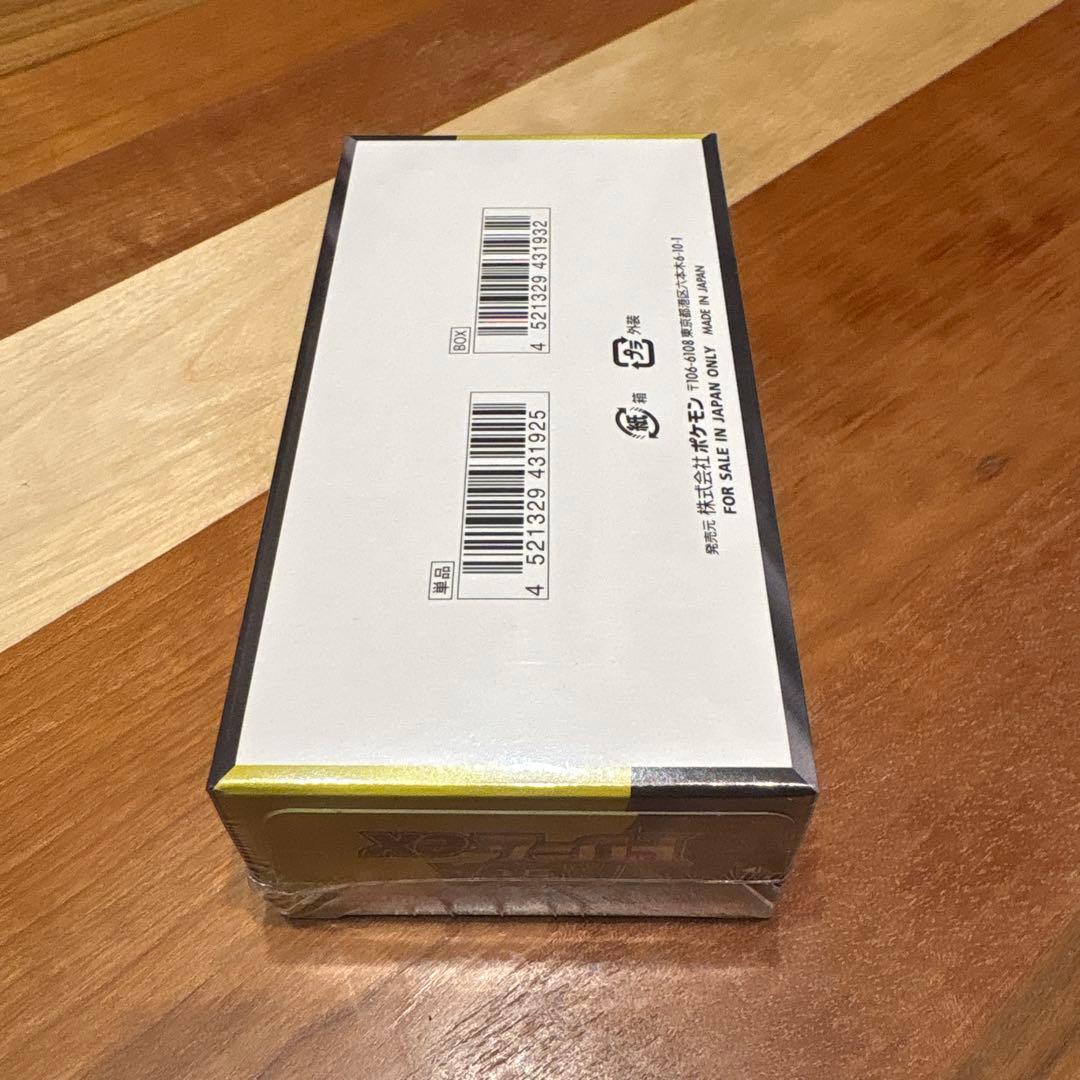 BOX
4 521329 431932
単品
4 521329 431925
プラ 外装
紙 箱
発売元 株式会社ポケモン 〒106-6108 東京都港区六本木6-10-1
FOR SALE IN JAPAN ONLY MADE IN JAPAN